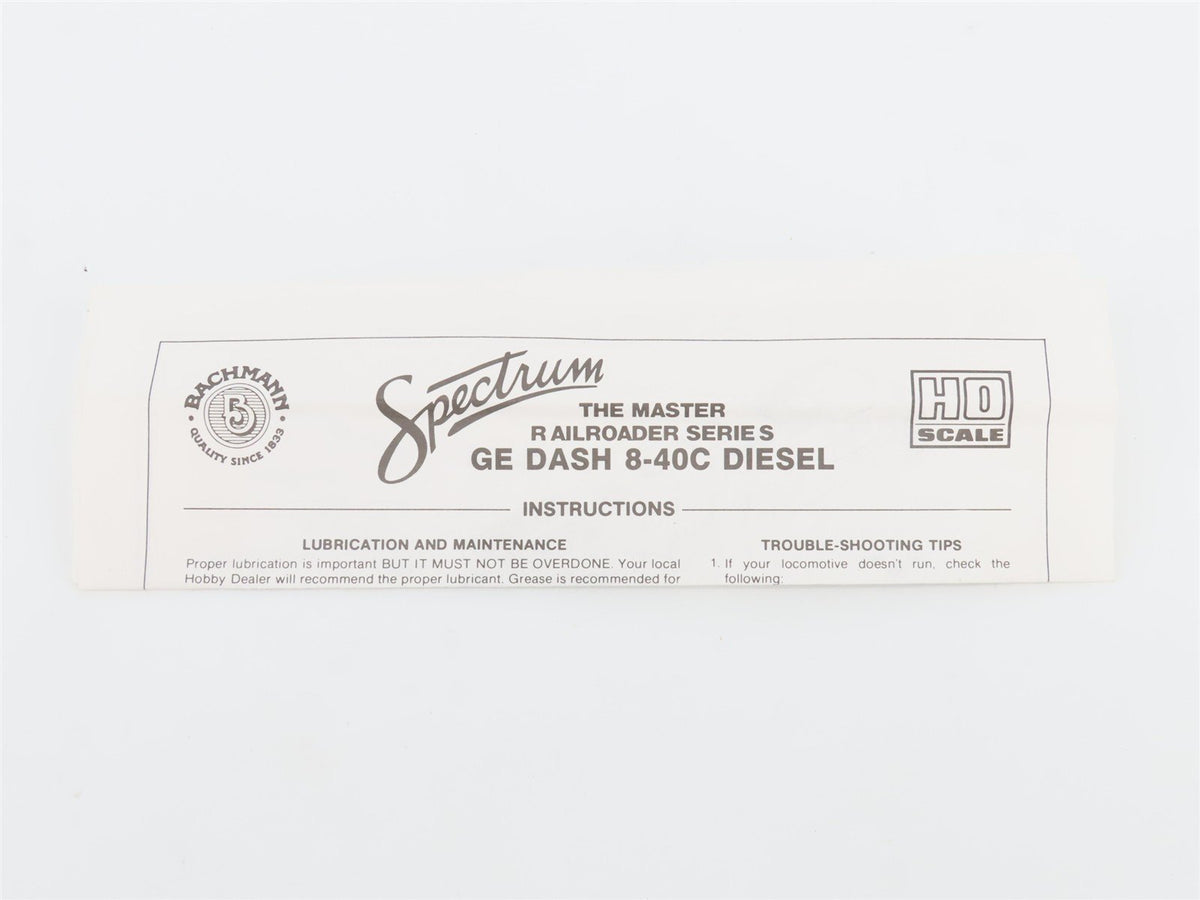 BACHMANN
B
QUALITY SINCE 1833
Spectrum
THE MASTER
RAILROADER SERIES
GE DASH 8-40C DIESEL
HO
SCALE
INSTRUCTIONS
LUBRICATION AND MAINTENANCE
Proper lubrication is important BUT IT MUST NOT BE OVERDONE. Your local
Hobby Dealer will recommend the proper lubricant. Grease is recommended for
TROUBLE-SHOOTING TIPS
1. If your locomotive doesn't run, check the
following: